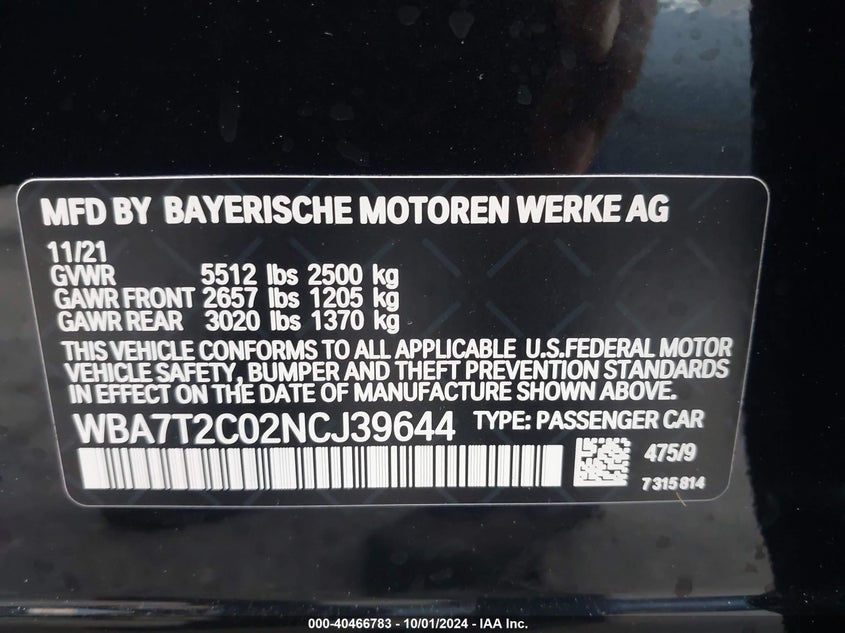 MFD BY BAYERISCHE MOTOREN WERKE AG
11/21
GVWR 5512 lbs 2500 kg
GAWR FRONT 2657 lbs 1205 kg
GAWR REAR 3020 lbs 1370 kg
THIS VEHICLE CONFORMS TO ALL APPLICABLE U.S.FEDERAL MOTOR
VEHICLE SAFETY, BUMPER AND THEFT PREVENTION STANDARDS
IN EFFECT ON THE DATE OF MANUFACTURE SHOWN ABOVE.
WBA7T2C02NCJ39644 TYPE: PASSENGER CAR
475/9
7315814
000-40466783 - 10/01/2024 - IAA Inc.